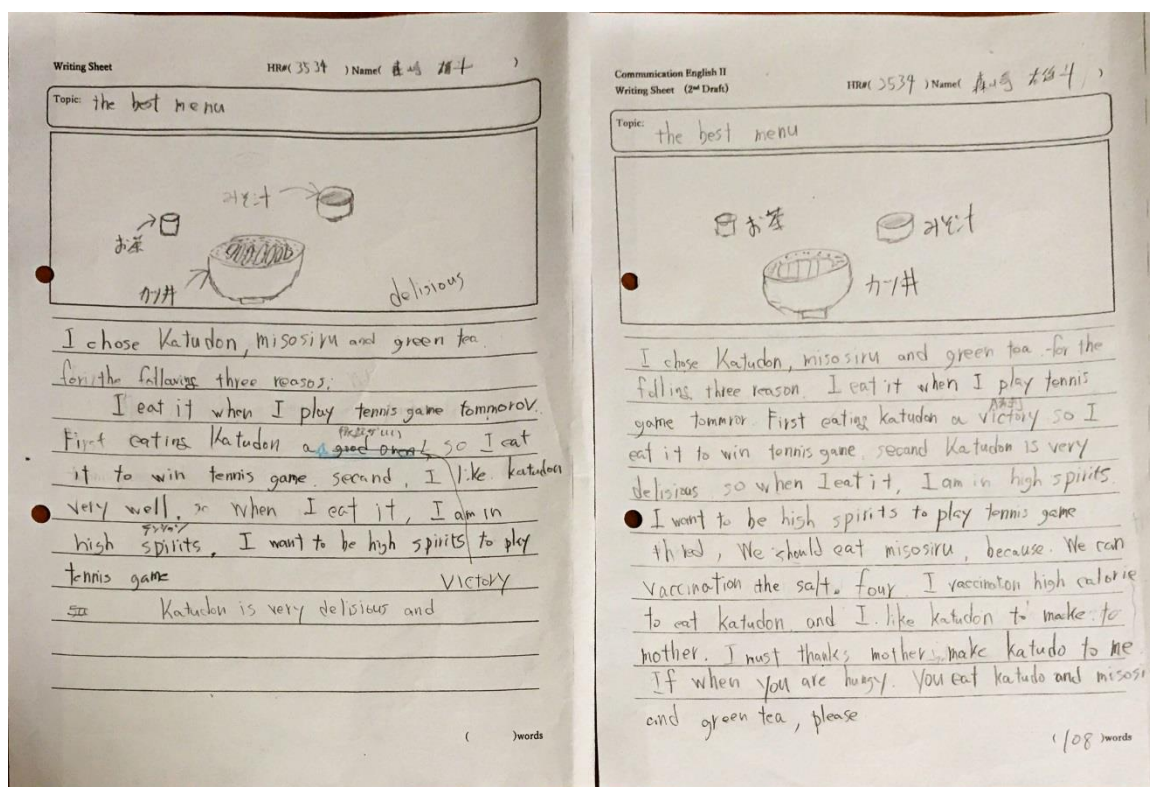 Writing Sheet
HR#( 3534 ) Name( 斗 )
Topic: the best menu
みそ汁
お茶
カツ丼
delisious
I chose Katudon, misosiru and green tea.
for the following three reasos.
I eat it when I play tennis game tommorov.
First eating Katudon a good so I eat
it to win tennis game. secand, I like katudon
very well. so when I eat it, I am in
テンション
high spirits. I want to be high spirits to play
tennis game
Victory
Katudon is very delisious and
( )words
Communication English II
Writing Sheet (2nd Draft)
HR#( 3534 ) Name( 斗 )
Topic: the best menu
お茶
みそ汁
カツ丼
I chose Katudon, misosiru and green tea for the
folling three reason. I eat it when I play tennis
game tommror First eating katudon a victory so I
eat it to win tennis game. secand Katudon is very
delisious so when I eat it, I am in high spirits.
I want to be high spirits to play tennis game
thred, We should eat misosiru, because. We can
vaccination the salt. four I vaccination high calorie
to eat katudon and I like katudon to make to
mother. I must thanks mother make katudo to me
If when you are hungy. You eat katudo and misosi
and green tea, please
( 108 )words